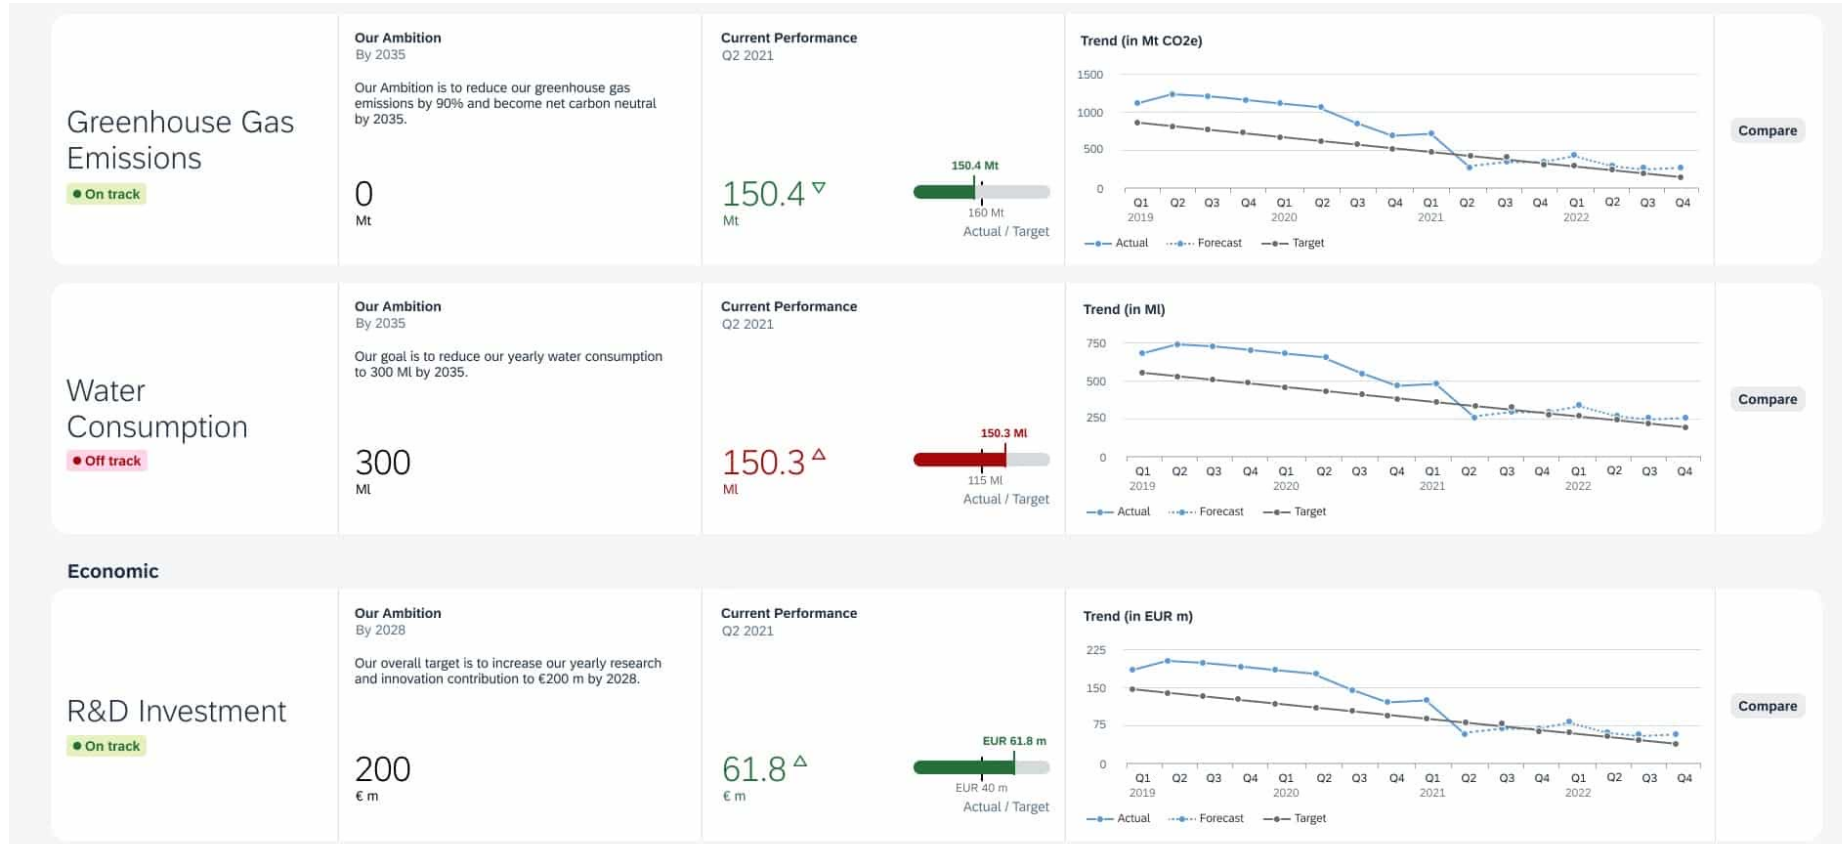 Greenhouse Gas
Emissions
On track
Our Ambition
By 2035
Our Ambition is to reduce our greenhouse gas
emissions by 90% and become net carbon neutral
by 2035.
0
Mt
Current Performance
Q2 2021
150.4
Mt
150.4 Mt
160 Mt
Actual / Target
Trend (in Mt CO2e)
1500
1000
500
0
Q1 Q2 Q3 Q4 Q1 Q2 Q3 Q4 Q1 Q2 Q3 Q4 Q1 Q2 Q3 Q4
2019 2020 2021 2022
Actual Forecast Target
Compare
Water
Consumption
Off track
Our Ambition
By 2035
Our goal is to reduce our yearly water consumption
to 300 Ml by 2035.
300
Ml
Current Performance
Q2 2021
150.3
Ml
150.3 Ml
115 Ml
Actual / Target
Trend (in Ml)
750
500
250
0
Q1 Q2 Q3 Q4 Q1 Q2 Q3 Q4 Q1 Q2 Q3 Q4 Q1 Q2 Q3 Q4
2019 2020 2021 2022
Actual Forecast Target
Compare
Economic
R&D Investment
On track
Our Ambition
By 2028
Our overall target is to increase our yearly research
and innovation contribution to €200 m by 2028.
200
€ m
Current Performance
Q2 2021
61.8
€ m
EUR 61.8 m
EUR 40 m
Actual / Target
Trend (in EUR m)
225
150
75
0
Q1 Q2 Q3 Q4 Q1 Q2 Q3 Q4 Q1 Q2 Q3 Q4 Q1 Q2 Q3 Q4
2019 2020 2021 2022
Actual Forecast Target
Compare